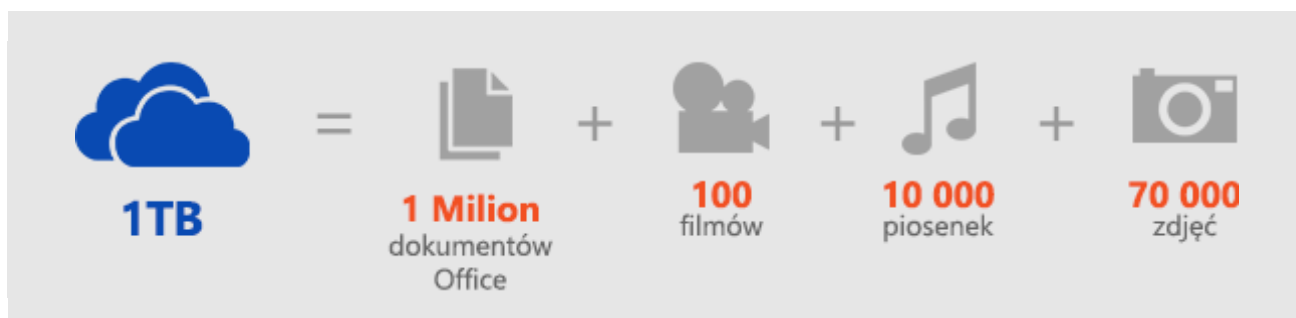 1TB
=
1 Milion
dokumentów
Office
+
100
filmów
+
10 000
piosenek
+
70 000
zdjęć